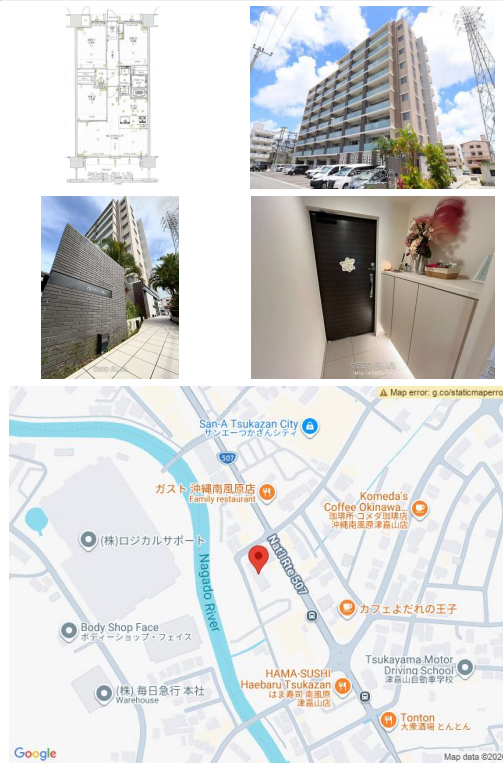 Map error: g.co/staticmaperro
San-A Tsukazan City
サンエーつかざんシティ
507
ガスト 沖縄南風原店
Family restaurant
Komeda's
Coffee Okinawa...
珈琲所 コメダ珈琲店
沖縄南風原津嘉山店
(株)ロジカルサポート
Nagado River
Nat'l Rte 507
カフェよだれの王子
Body Shop Face
ボディーショップ・フェイス
Tsukayama Motor
Driving School
津嘉山自動車学校
HAMA-SUSHI
Haebaru Tsukazan
はま寿司 南風原
津嘉山店
(株) 毎日急行 本社
Warehouse
Tonton
大衆酒場 とんとん
Google
Map data ©202